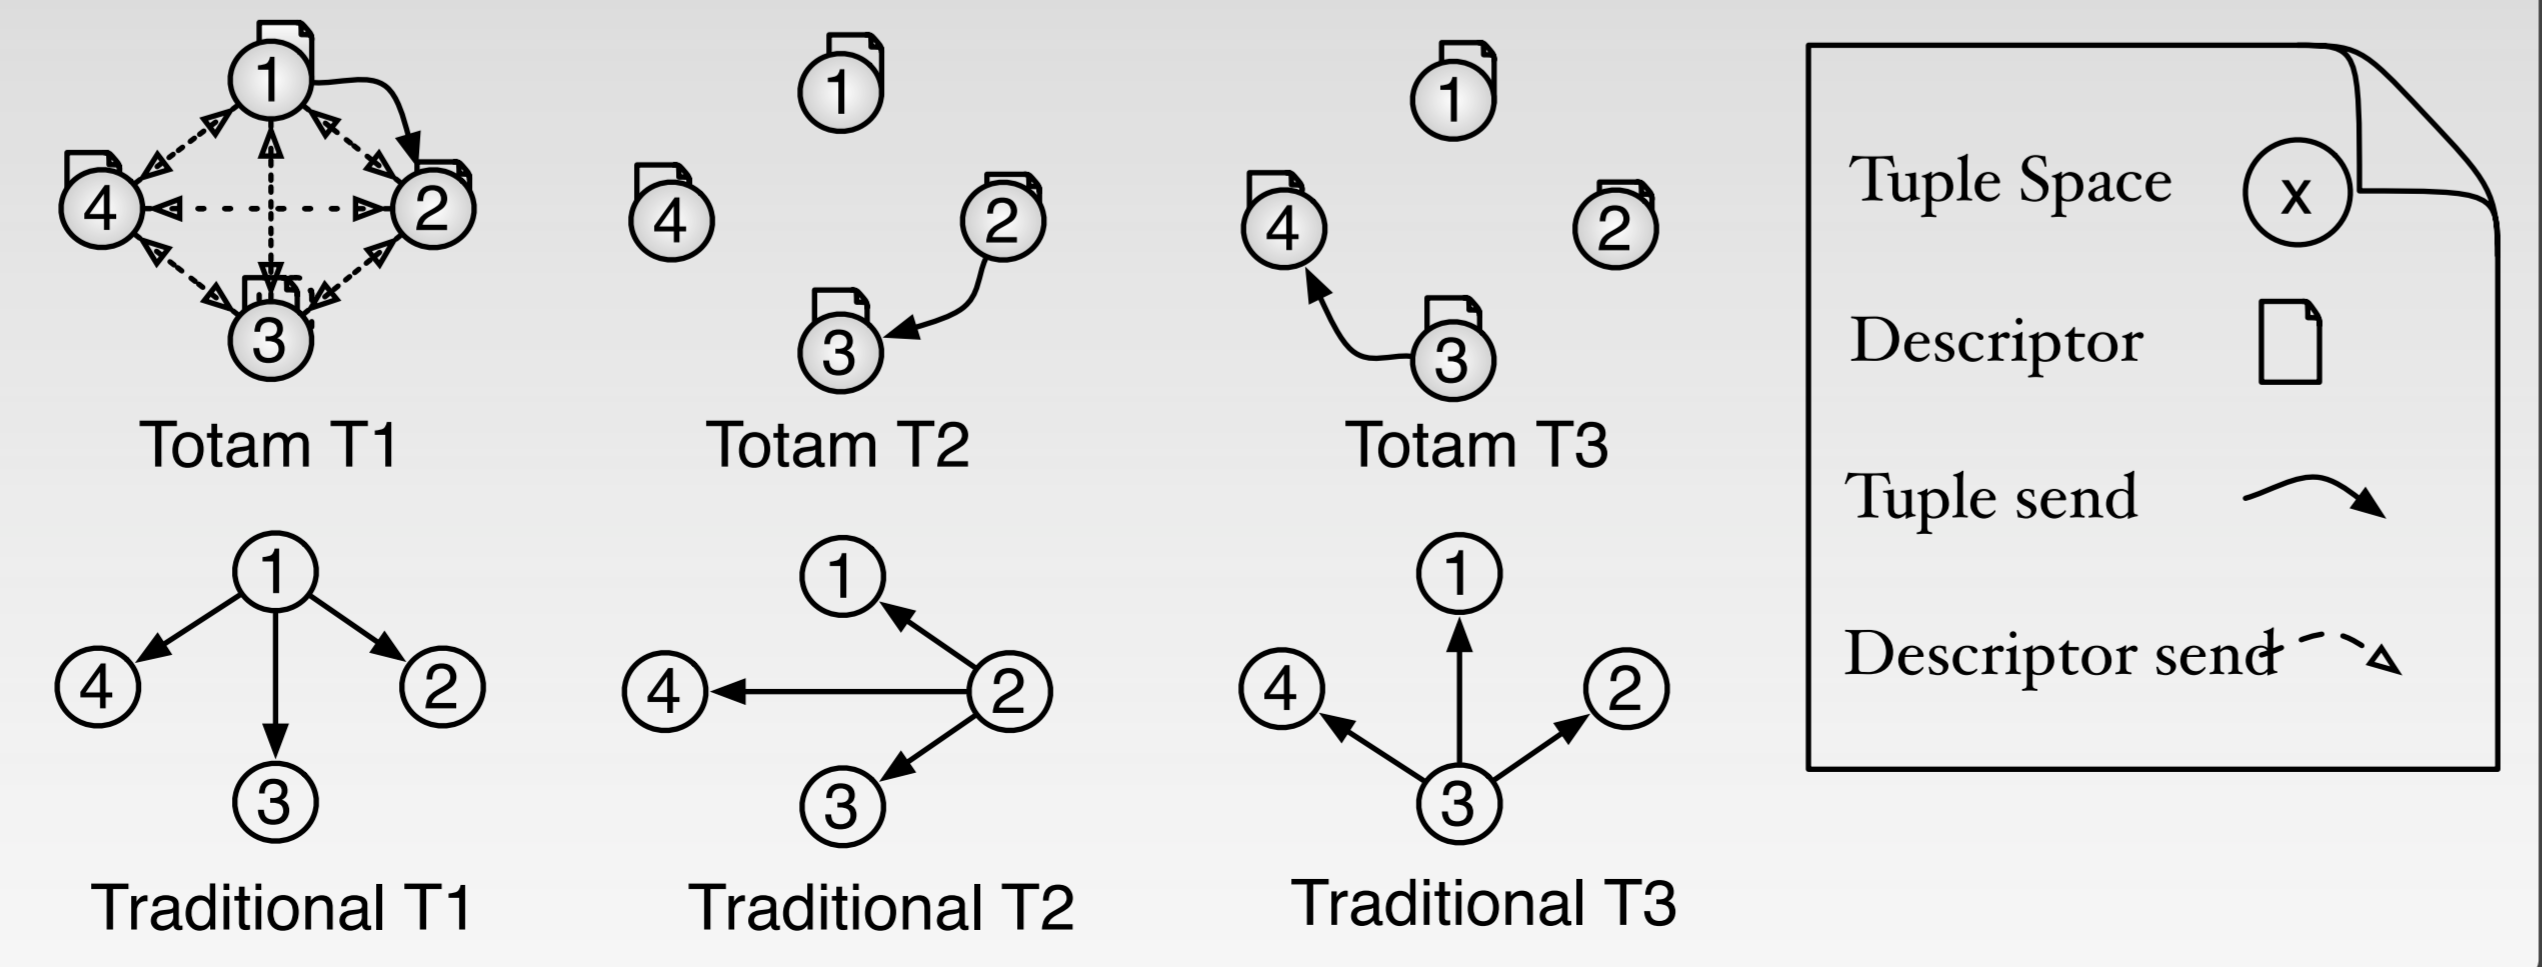 1
4
2
3
Totam T1
1
4
2
3
Totam T2
1
4
2
3
Totam T3
1
4
2
3
Traditional T1
1
4
2
3
Traditional T2
1
4
2
3
Traditional T3
Tuple Space x
Descriptor
Tuple send
Descriptor send